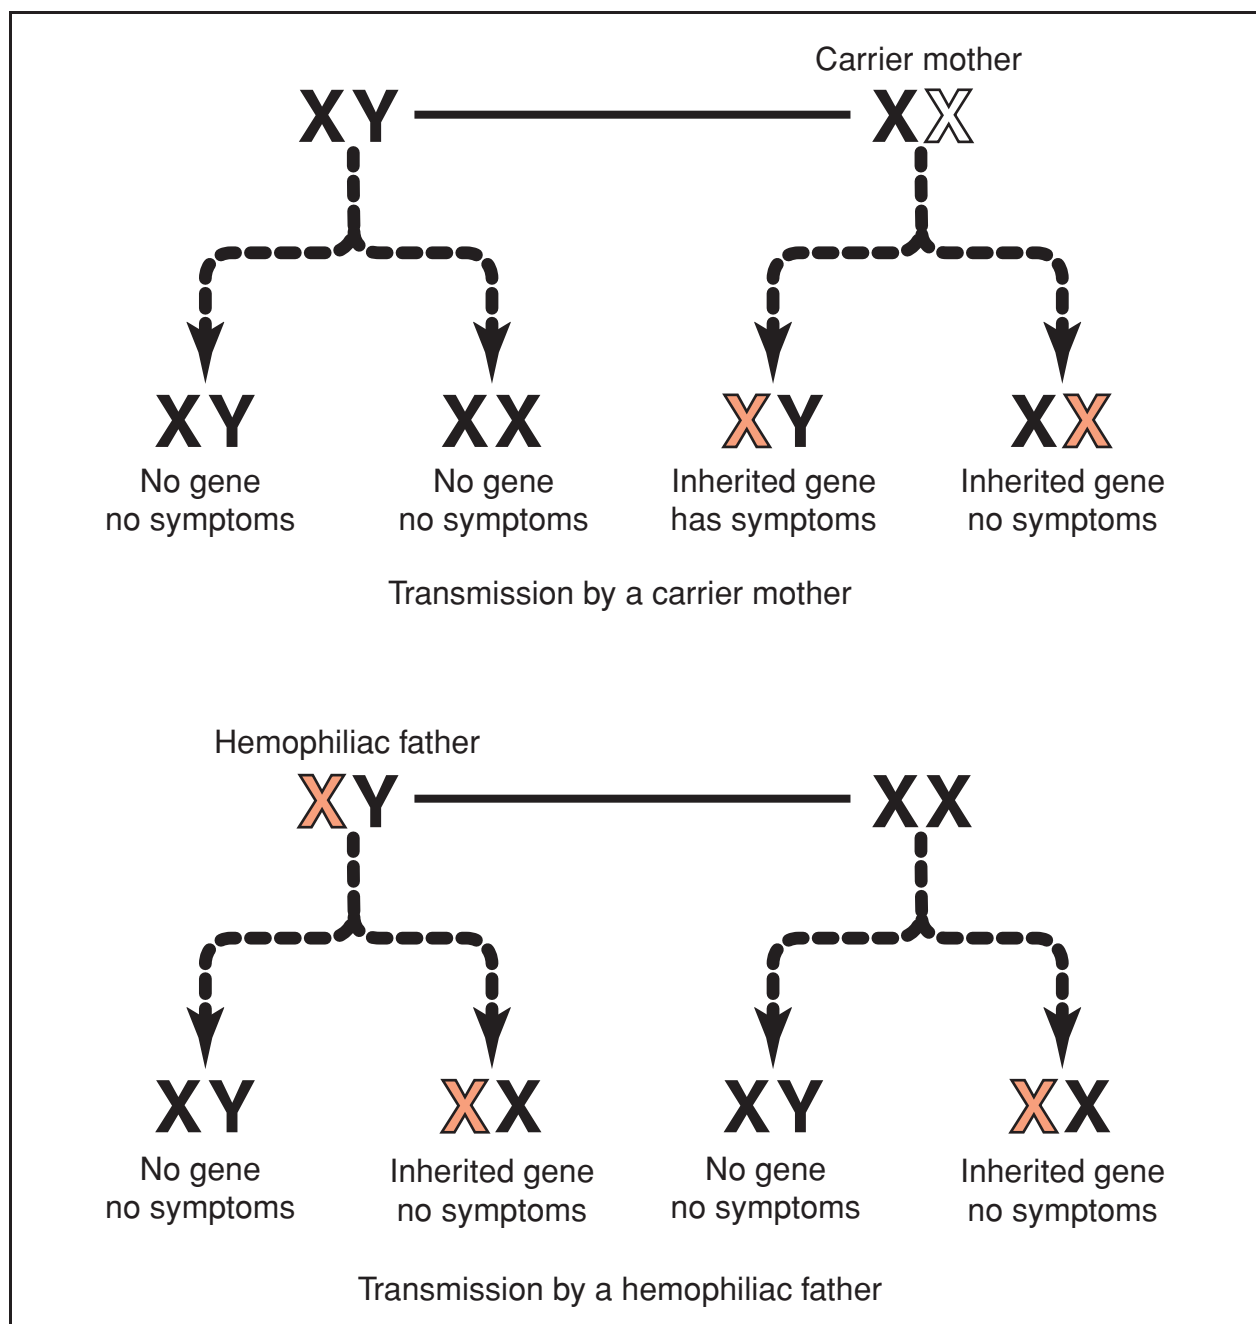 Carrier mother
XY XX
XY XX XY XX
No gene No gene Inherited gene Inherited gene
no symptoms no symptoms has symptoms no symptoms
Transmission by a carrier mother
Hemophiliac father
XY XX
XY XX XY XX
No gene Inherited gene No gene Inherited gene
no symptoms no symptoms no symptoms no symptoms
Transmission by a hemophiliac father